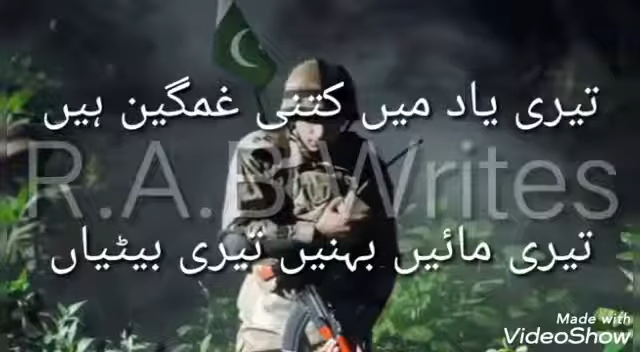 تیری یاد میں کتنی غمگین ہیں
R.A.B Writes
تیری مائیں بہنیں تیری بیٹیاں
Made with
VideoShow